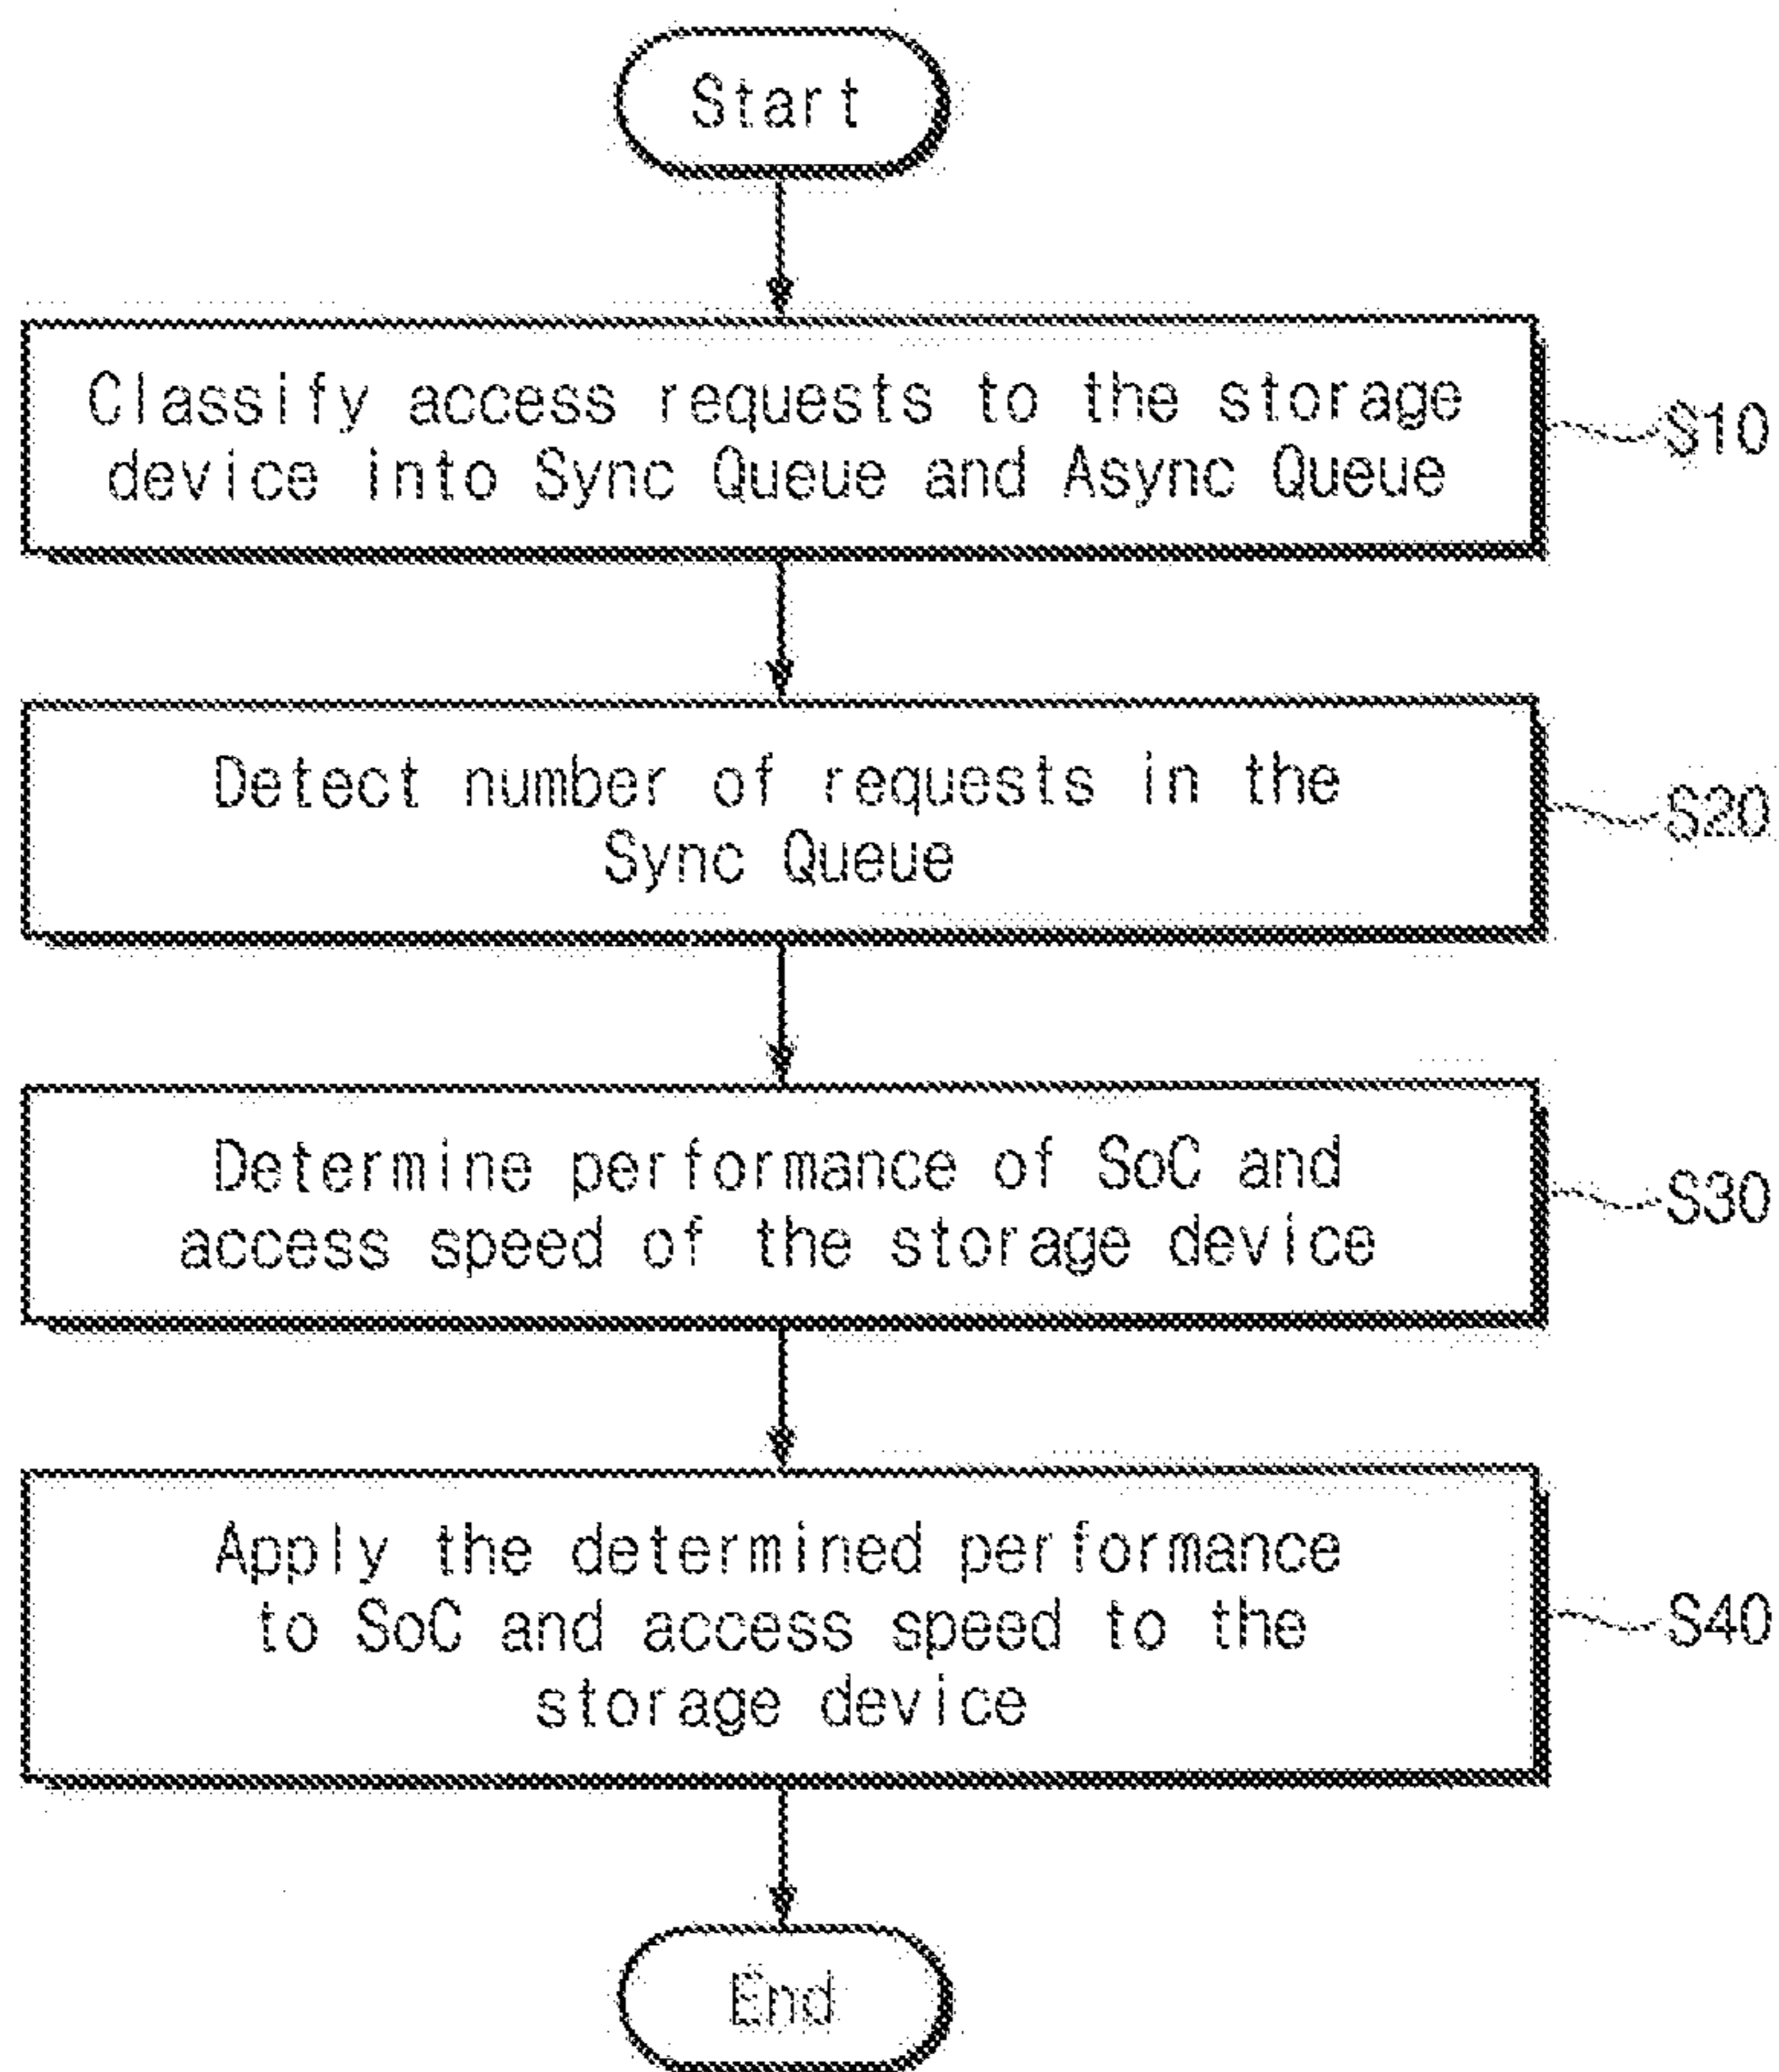 Start
Classify access requests to the storage
device into Sync Queue and Async Queue
S10
Detect number of requests in the
Sync Queue
S20
Determine performance of SoC and
access speed of the storage device
S30
Apply the determined performance
to SoC and access speed to the
storage device
S40
End